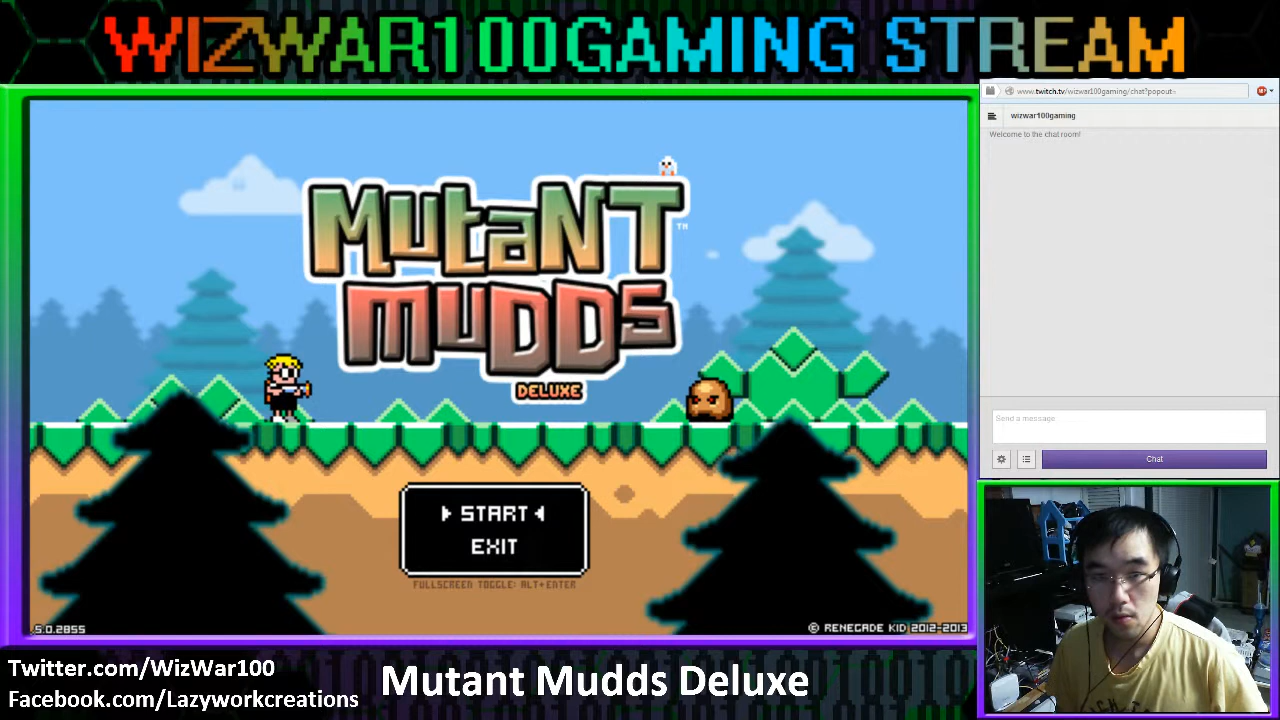 WIZWAR100GAMING STREAM
www.twitch.tv/wizwar100gaming/chat?popout=
wizwar100gaming
Welcome to the chat room!
MUTANT
MUDDS
TM
DELUXE
START
EXIT
FULLSCREEN TOGGLE: ALT+ENTER
5.0.2855
© RENEGADE KID 2012-2013
Send a message
Chat
Twitter.com/WizWar100
Facebook.com/Lazyworkcreations
Mutant Mudds Deluxe